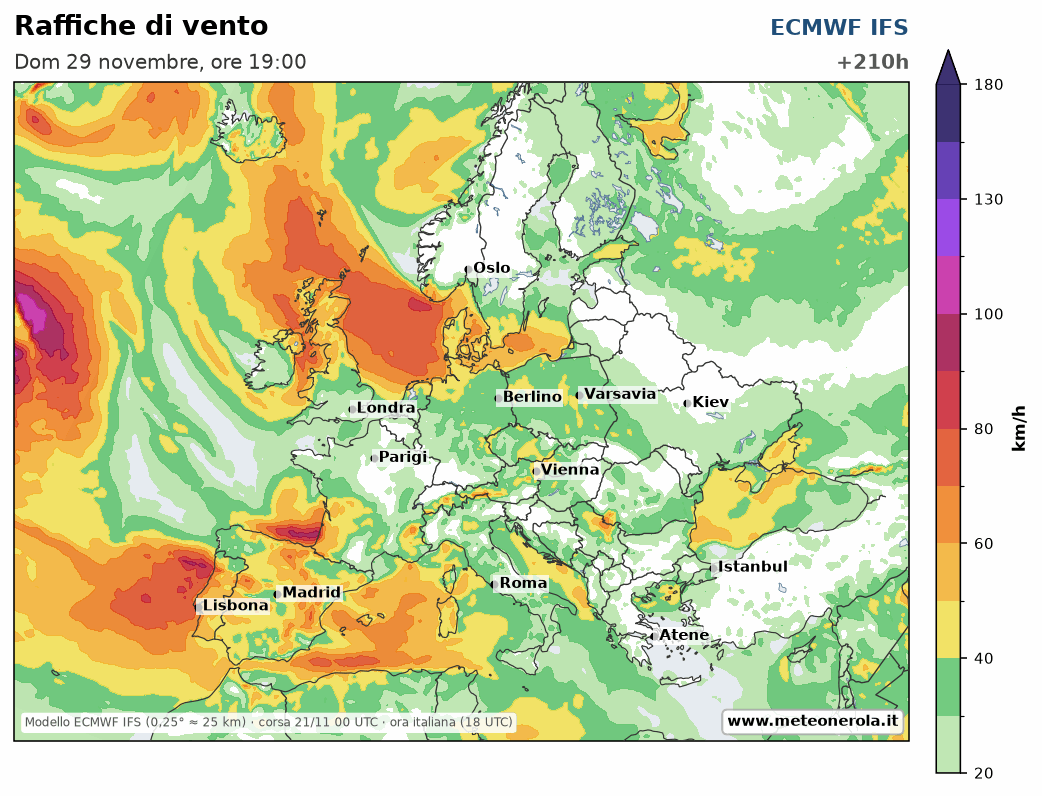 Raffiche di vento
ECMWF IFS
Dom 29 novembre, ore 19:00
+210h
180
130
100
80
60
40
20
km/h
Oslo
Berlino
Varsavia
Kiev
Londra
Parigi
Vienna
Istanbul
Roma
Madrid
Lisbona
Atene
Modello ECMWF IFS (0,25° ≈ 25 km) · corsa 21/11 00 UTC · ora italiana (18 UTC)
www.meteonerola.it